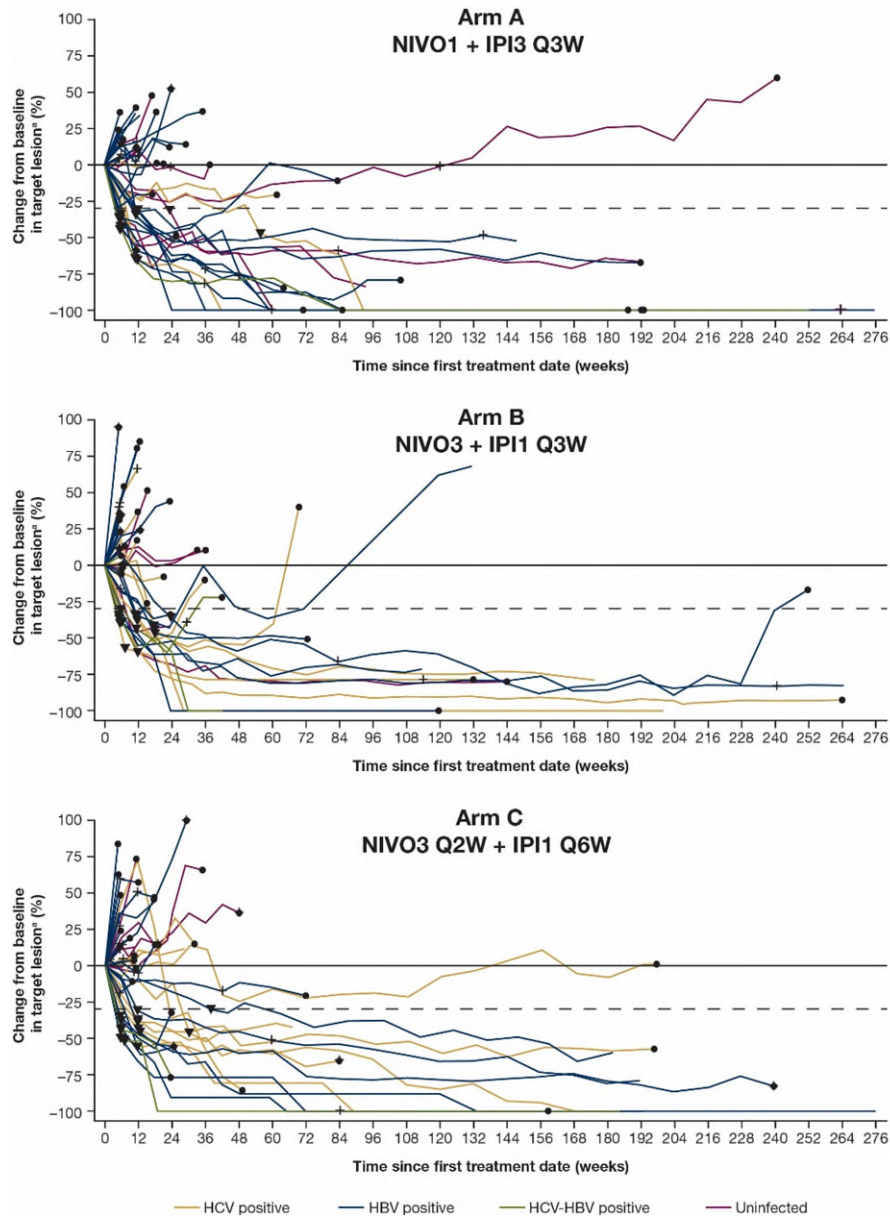 Arm A
NIVO1 + IPI3 Q3W
Change from baseline
in target lesionᵃ (%)
100
75
50
25
0
−25
−50
−75
−100
0 12 24 36 48 60 72 84 96 108 120 132 144 156 168 180 192 204 216 228 240 252 264 276
Time since first treatment date (weeks)
Arm B
NIVO3 + IPI1 Q3W
Change from baseline
in target lesionᵃ (%)
100
75
50
25
0
−25
−50
−75
−100
0 12 24 36 48 60 72 84 96 108 120 132 144 156 168 180 192 204 216 228 240 252 264 276
Time since first treatment date (weeks)
Arm C
NIVO3 Q2W + IPI1 Q6W
Change from baseline
in target lesionᵃ (%)
100
75
50
25
0
−25
−50
−75
−100
0 12 24 36 48 60 72 84 96 108 120 132 144 156 168 180 192 204 216 228 240 252 264 276
Time since first treatment date (weeks)
HCV positive HBV positive HCV-HBV positive Uninfected